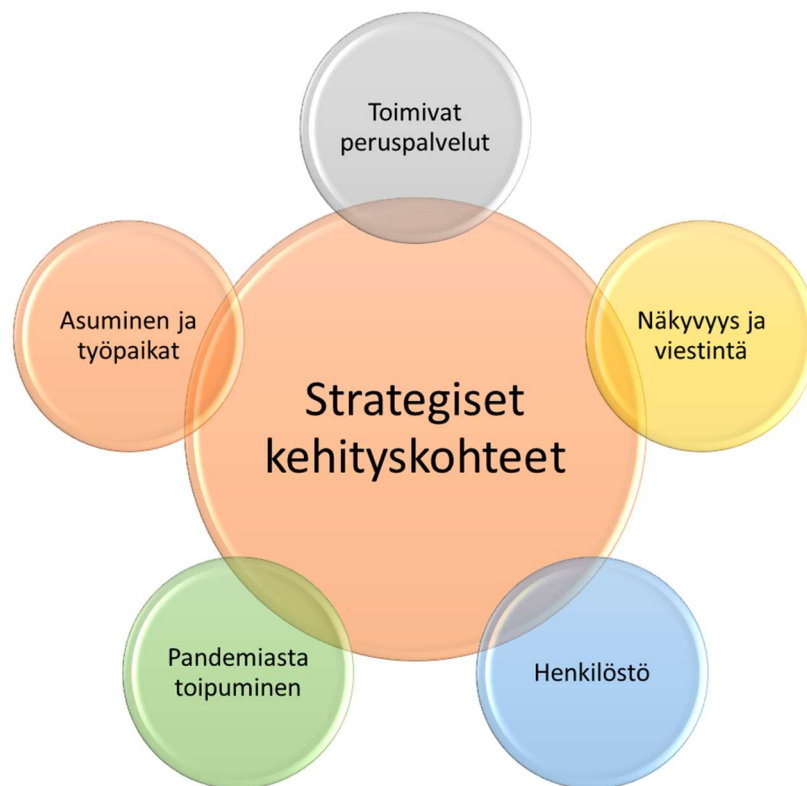 Toimivat
peruspalvelut
Asuminen ja
työpaikat
Näkyvyys ja
viestintä
Strategiset
kehityskohteet
Pandemiasta
toipuminen
Henkilöstö